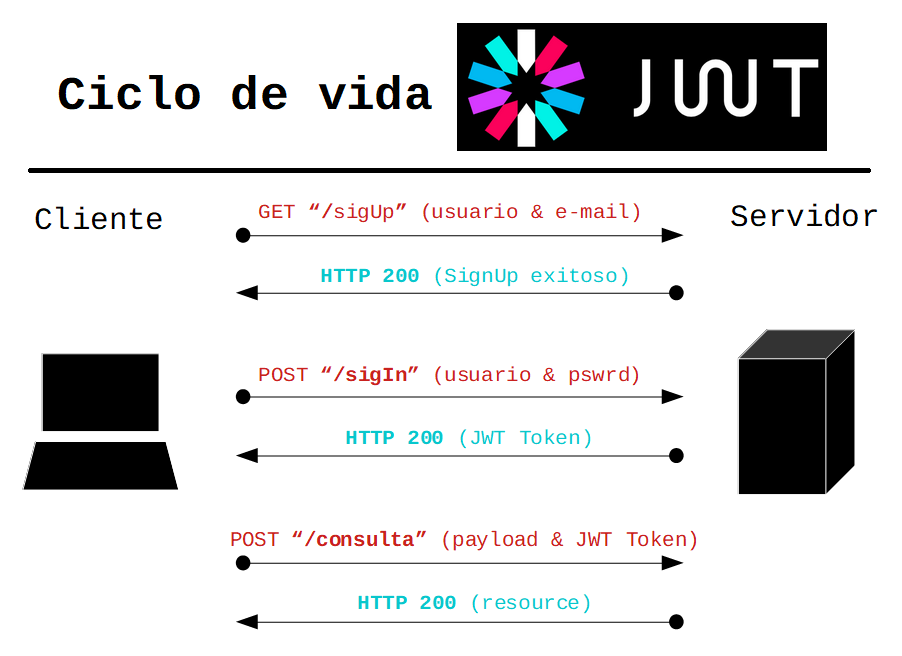 Ciclo de vida JWT
Cliente
Servidor
GET “/sigUp” (usuario & e-mail)
HTTP 200 (SignUp exitoso)
POST “/sigIn” (usuario & pswrd)
HTTP 200 (JWT Token)
POST “/consulta” (payload & JWT Token)
HTTP 200 (resource)